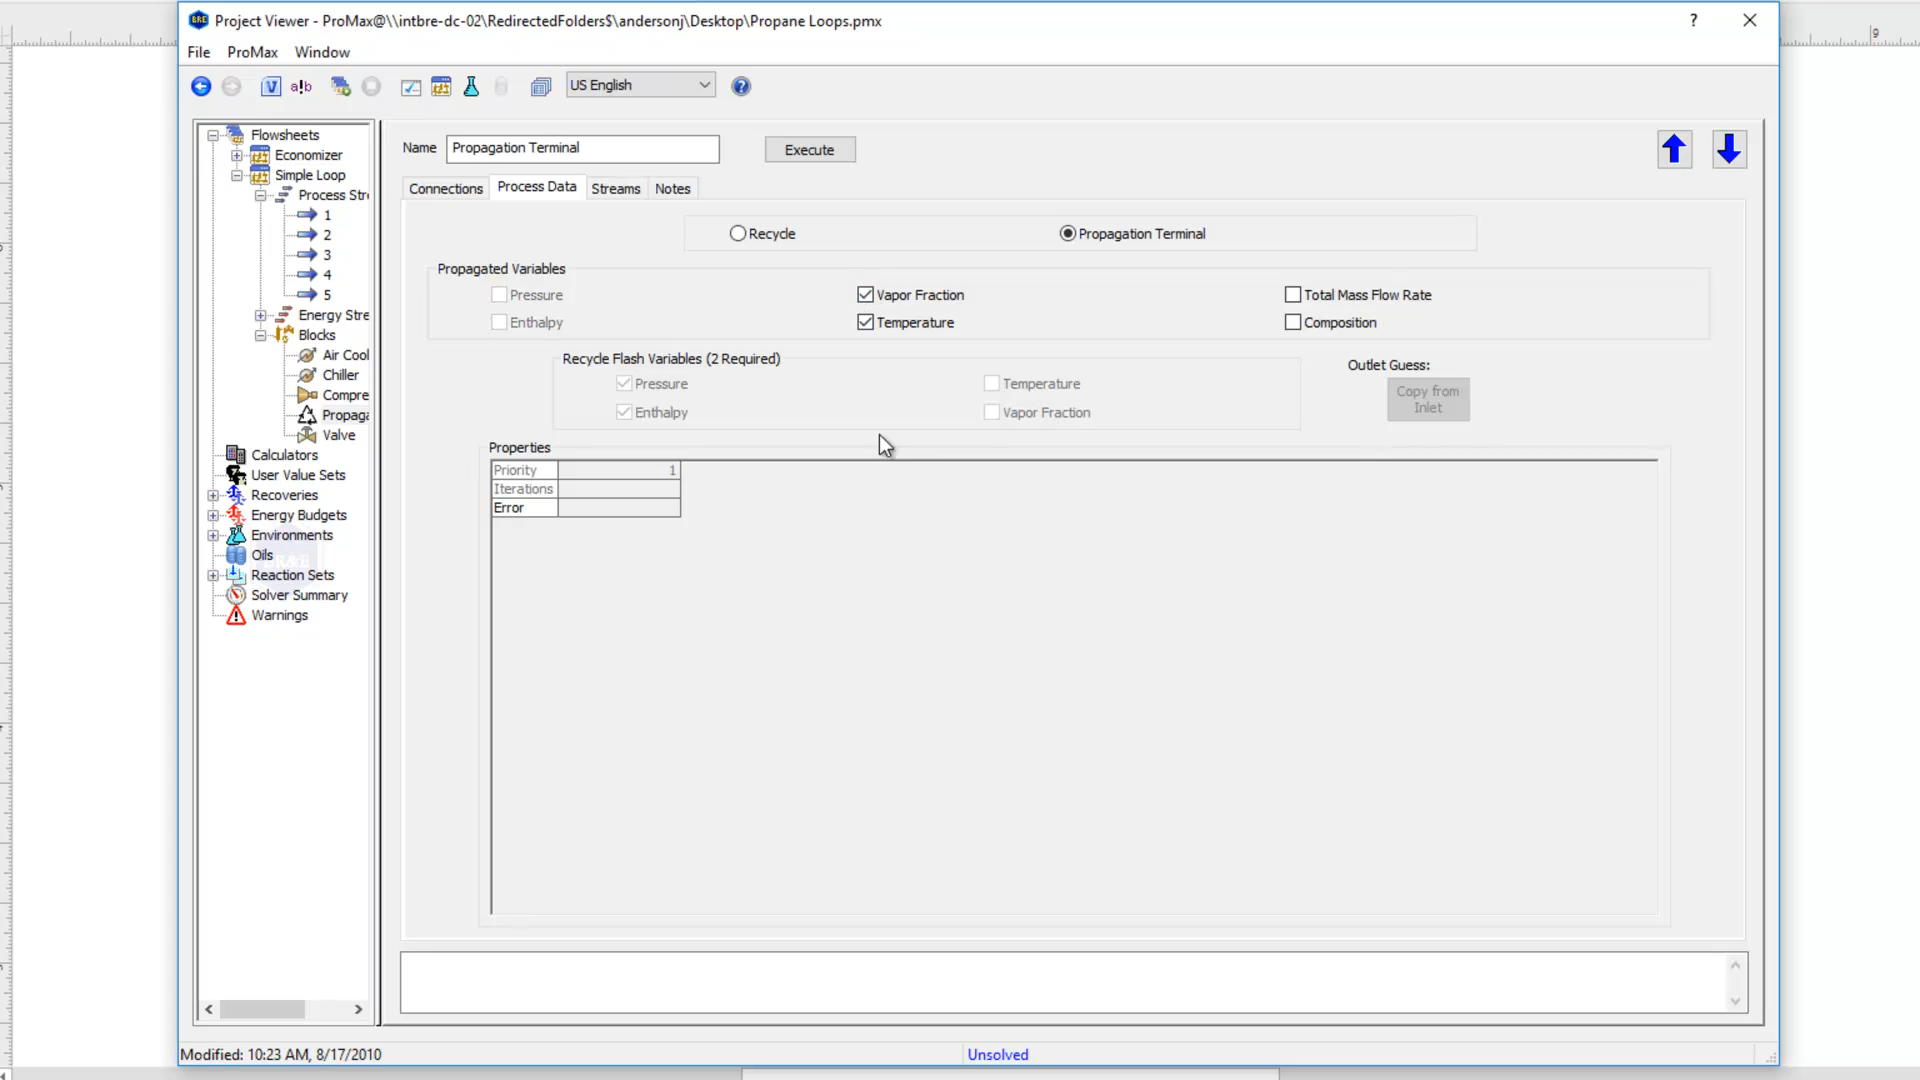 Project Viewer - ProMax@\\intbre-dc-02\RedirectedFolders$\andersonj\Desktop\Propane Loops.pmx
?
9
File ProMax Window
a!b US English ?
Flowsheets
Economizer
Simple Loop
Process Stre
1
2
3
4
5
Energy Stre
Blocks
Air Cool
Chiller
Compre
Propaga
Valve
Calculators
User Value Sets
Recoveries
Energy Budgets
Environments
Oils
Reaction Sets
Solver Summary
Warnings
Name Propagation Terminal Execute
Connections Process Data Streams Notes
Recycle Propagation Terminal
Propagated Variables
Pressure Vapor Fraction Total Mass Flow Rate
Enthalpy Temperature Composition
Recycle Flash Variables (2 Required) Outlet Guess:
Pressure Temperature Copy from
Inlet
Enthalpy Vapor Fraction
Properties
Priority 1
Iterations
Error
Modified: 10:23 AM, 8/17/2010 Unsolved